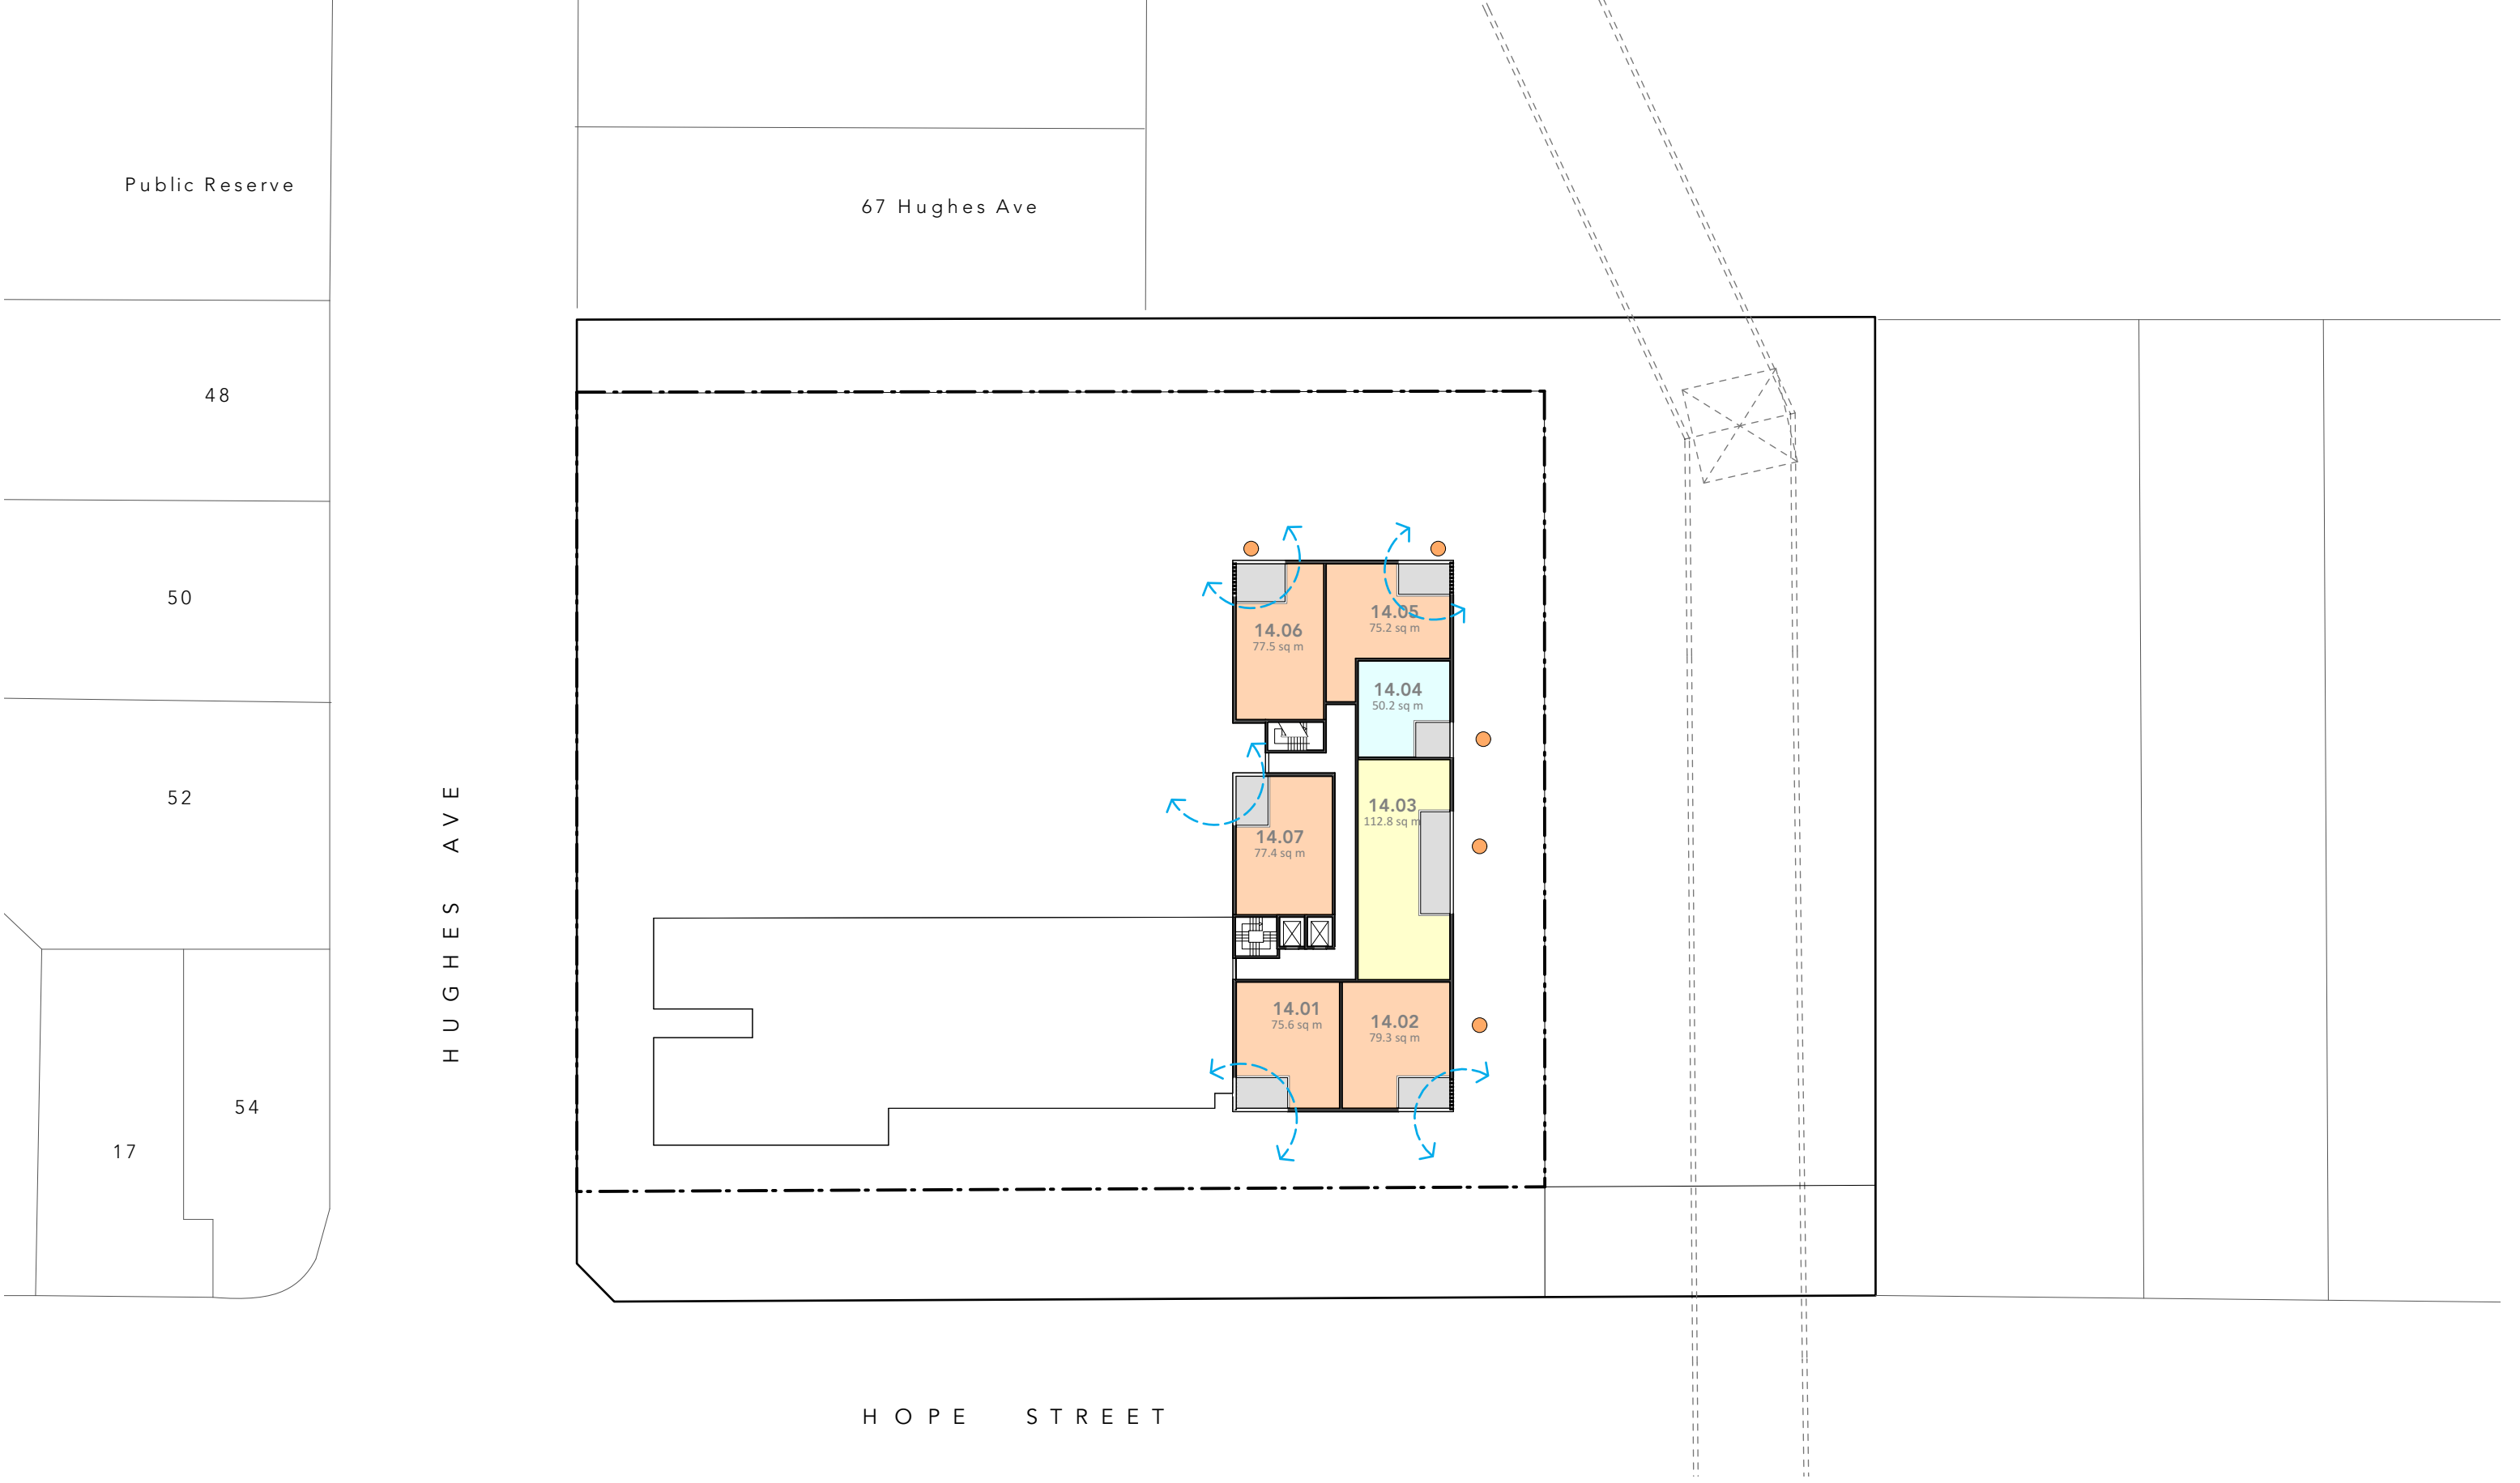 Public Reserve
67 Hughes Ave
48
50
52
54
17
HUGHES AVE
14.06
77.5 sq m
14.05
75.2 sq m
14.04
50.2 sq m
14.03
112.8 sq m
14.07
77.4 sq m
14.01
75.6 sq m
14.02
79.3 sq m
HOPE STREET